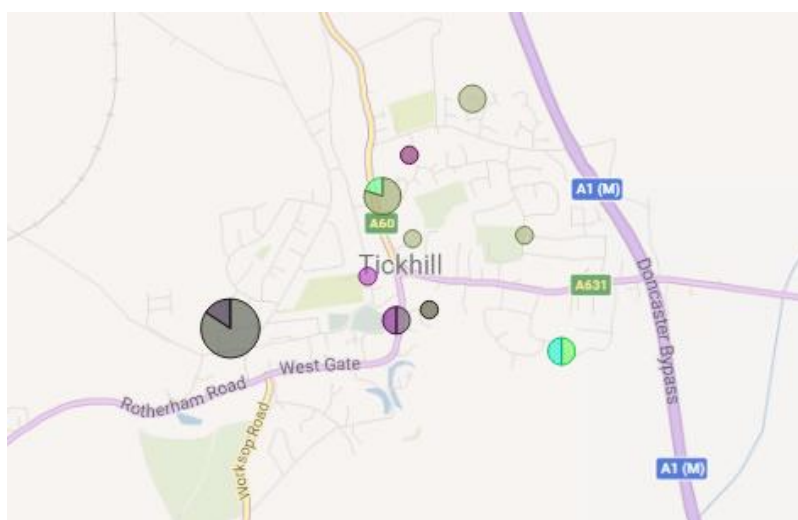 A1 (M)
A60
Tickhill
A631
Doncaster Bypass
West Gate
Rotherham Road
Worksop Road
A1 (M)